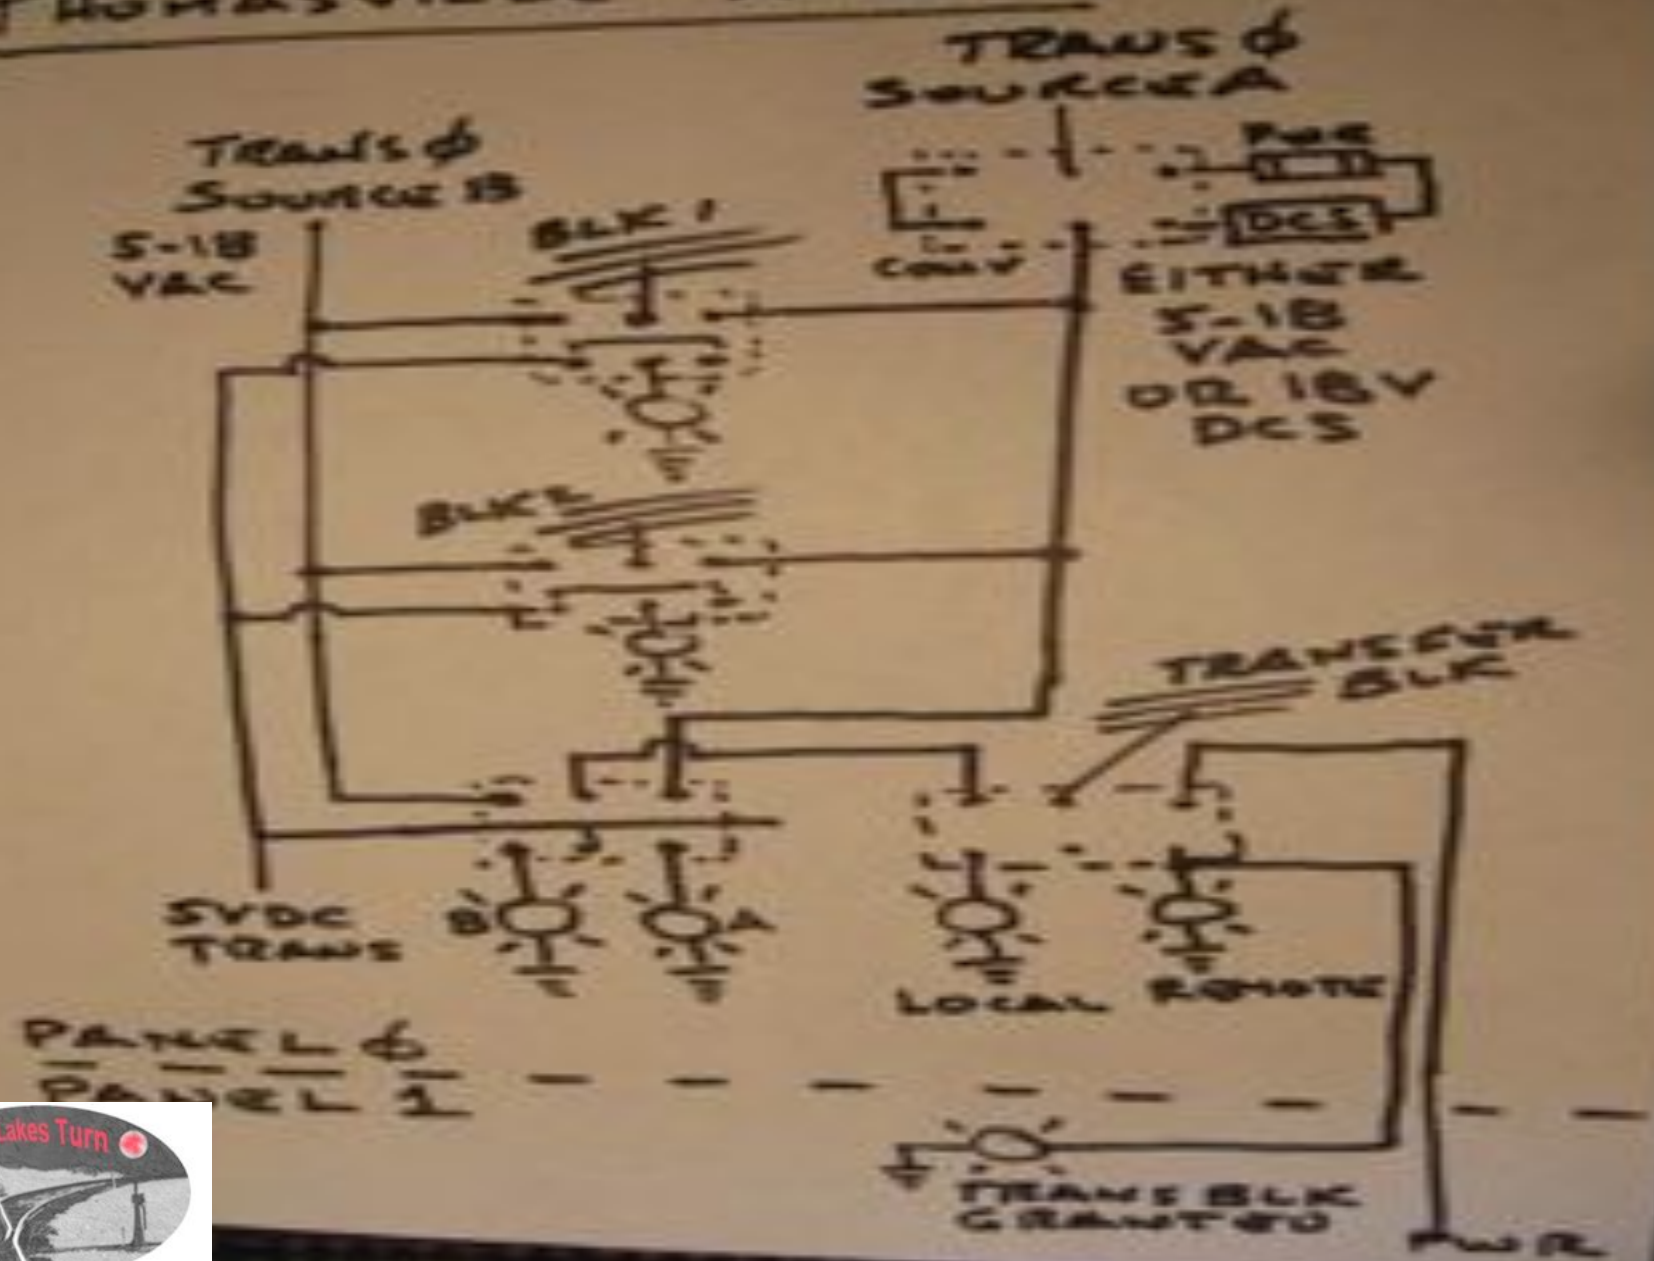 TRANS Ø
SOURCE A
TRANS Ø
SOURCE B
5-18
VAC
BLK 1
PWR
DCS
CONV
EITHER
5-18
VAC
OR 18V
DCS
BLK 2
TRANSFER
BLK
5VDC
TRANS
B
A
LOCAL
REMOTE
PANEL Ø
PANEL 1
TRANS BLK
GRANTED
PWR
Lakes Turn